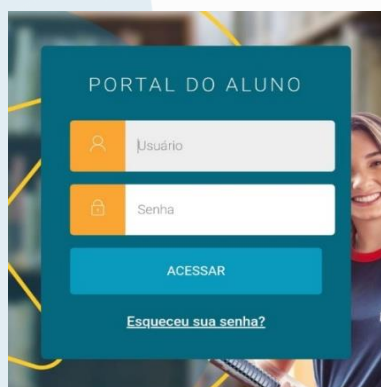 PORTAL DO ALUNO
Usuário
Senha
ACESSAR
Esqueceu sua senha?